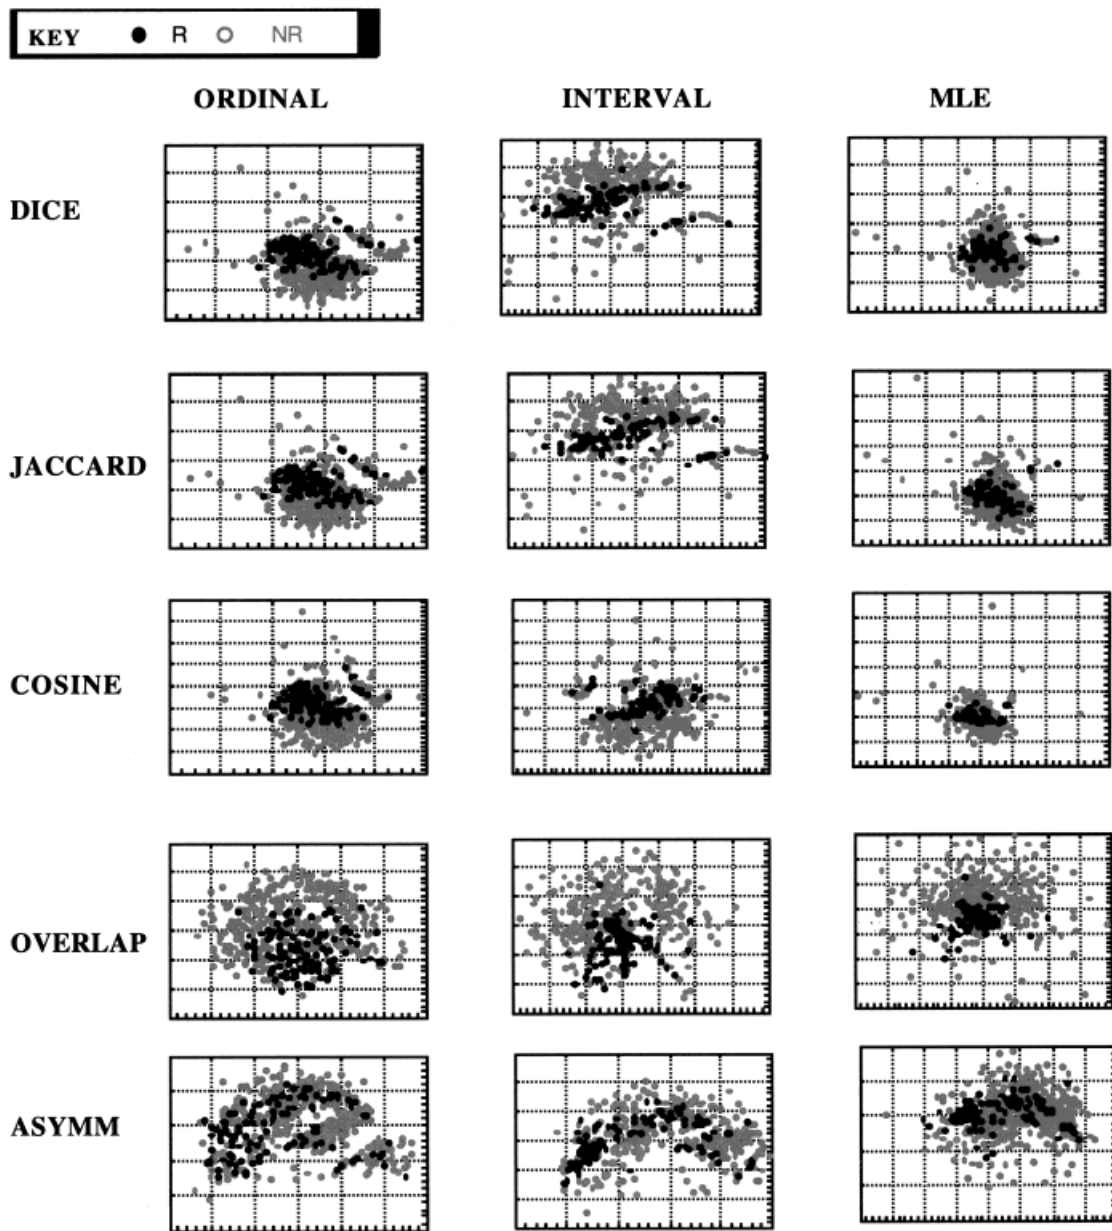 KEY R NR
ORDINAL INTERVAL MLE
DICE
JACCARD
COSINE
OVERLAP
ASYMM